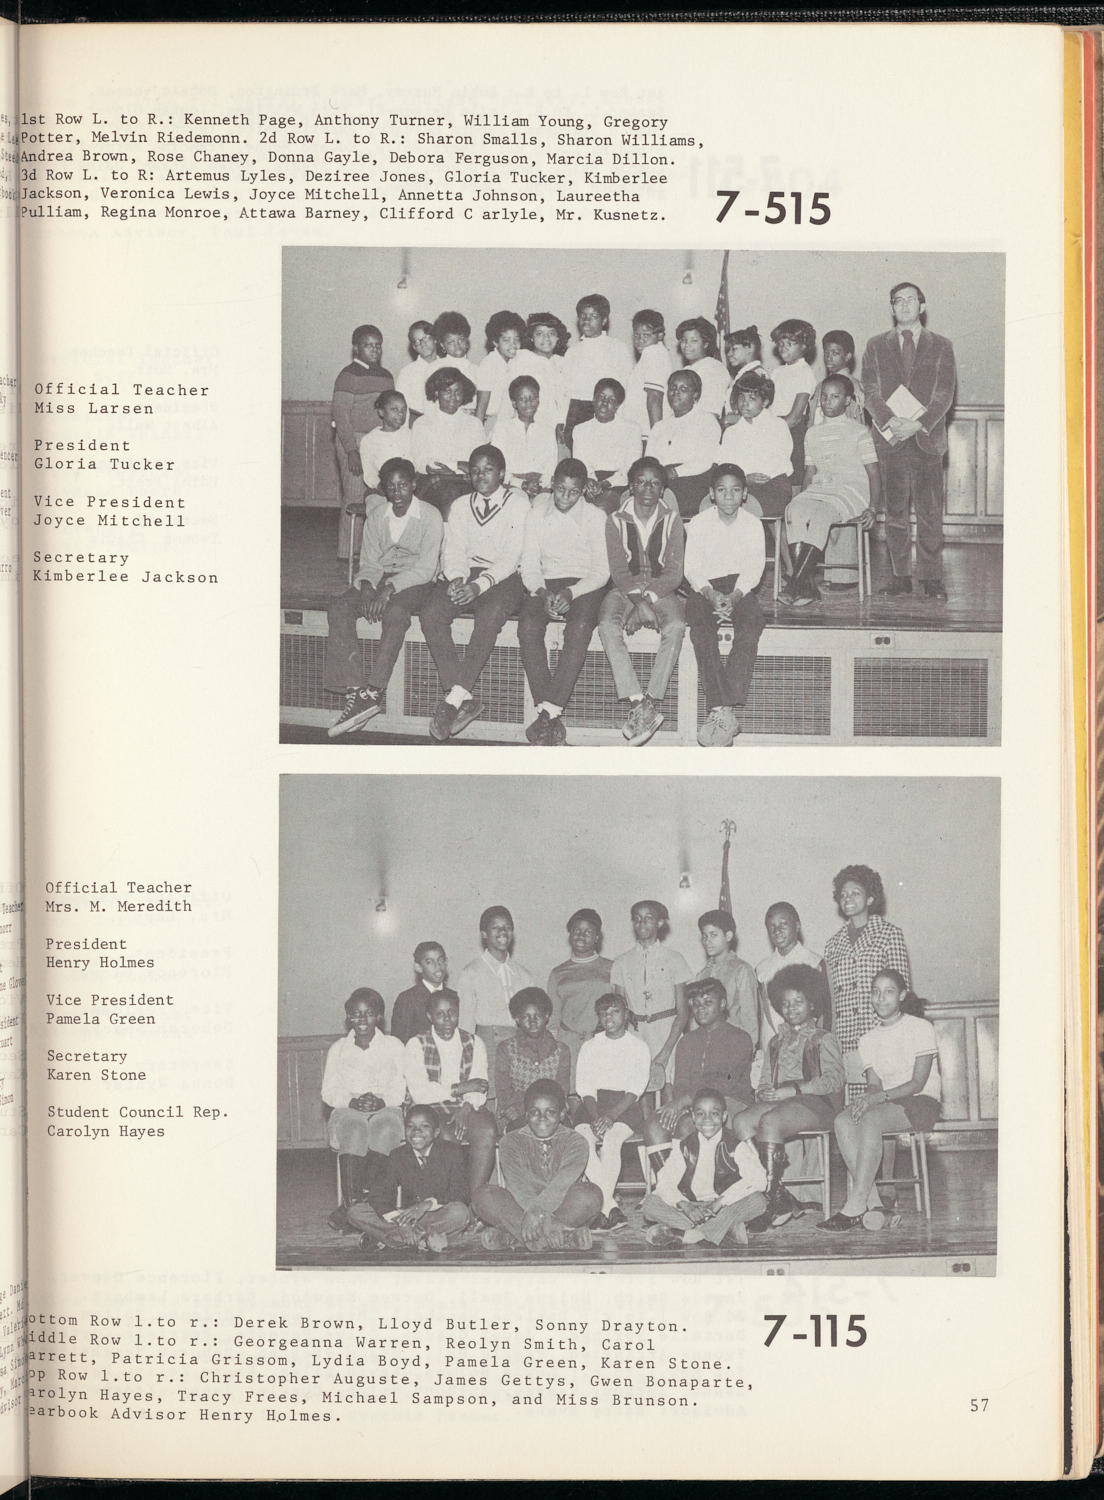 1st Row L. to R.: Kenneth Page, Anthony Turner, William Young, Gregory
Potter, Melvin Riedemonn. 2d Row L. to R.: Sharon Smalls, Sharon Williams,
Andrea Brown, Rose Chaney, Donna Gayle, Debora Ferguson, Marcia Dillon.
3d Row L. to R: Artemus Lyles, Deziree Jones, Gloria Tucker, Kimberlee
Jackson, Veronica Lewis, Joyce Mitchell, Annetta Johnson, Laureetha
Pulliam, Regina Monroe, Attawa Barney, Clifford C arlyle, Mr. Kusnetz.
7-515
Official Teacher
Miss Larsen
President
Gloria Tucker
Vice President
Joyce Mitchell
Secretary
Kimberlee Jackson
Official Teacher
Mrs. M. Meredith
President
Henry Holmes
Vice President
Pamela Green
Secretary
Karen Stone
Student Council Rep.
Carolyn Hayes
ottom Row l.to r.: Derek Brown, Lloyd Butler, Sonny Drayton.
iddle Row l.to r.: Georgeanna Warren, Reolyn Smith, Carol
arrett, Patricia Grissom, Lydia Boyd, Pamela Green, Karen Stone.
op Row l.to r.: Christopher Auguste, James Gettys, Gwen Bonaparte,
arolyn Hayes, Tracy Frees, Michael Sampson, and Miss Brunson.
earbook Advisor Henry Holmes.
7-115
57